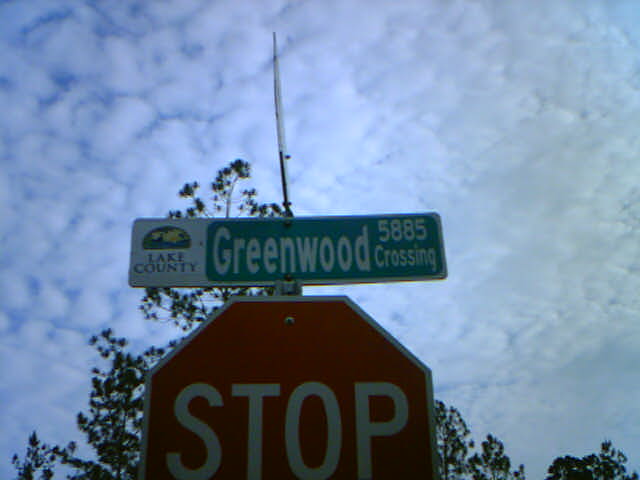 LAKE
COUNTY
Greenwood
5885
Crossing
STOP